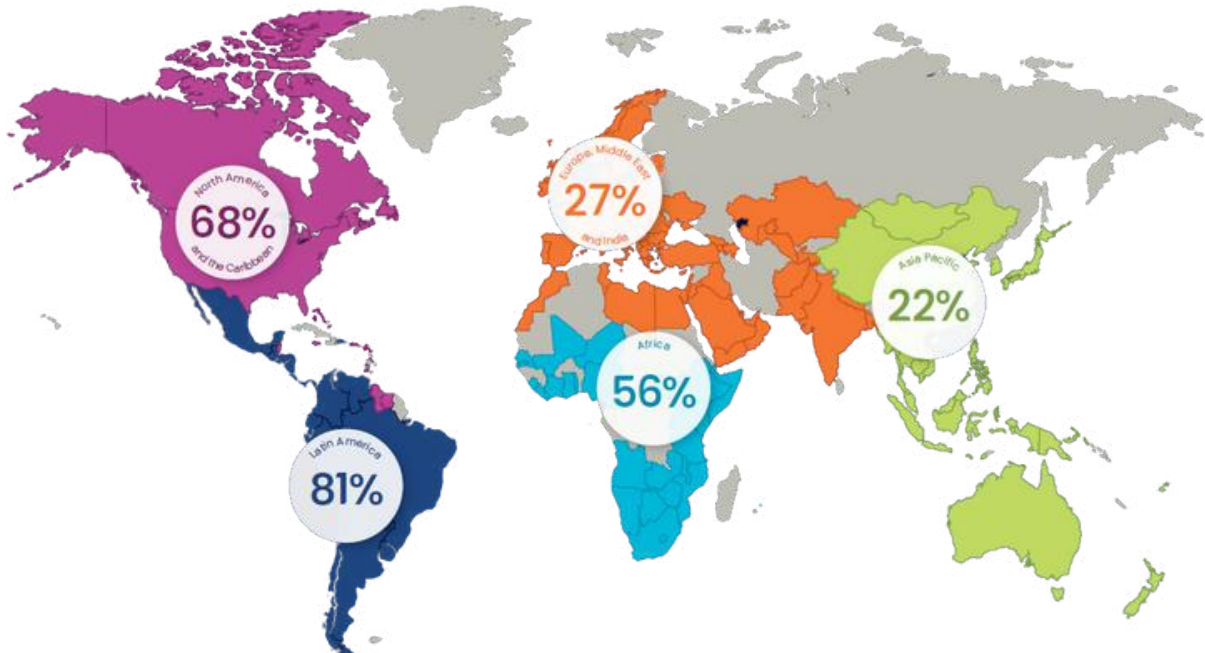 North America
68%
and the Caribbean
Europe, Middle East
27%
and India
Asia Pacific
22%
Africa
56%
Latin America
81%